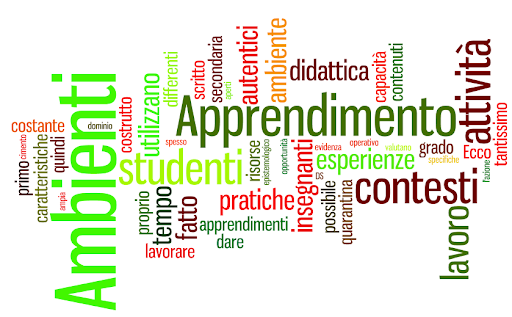 Ambienti
Apprendimento
contesti
studenti
attività
lavoro
esperienze
pratiche
insegnanti
didattica
ambiente
autentici
utilizzano
tempo
fatto
apprendimenti
dare
lavorare
proprio
risorse
epistemologico
opportunità
evidenza
operativo
valutano
specifiche
grado
Ecco
tantissimo
fazione
DS
possibile
quarantina
capacità
contenuti
secondaria
scritto
aperti
differenti
spesso
costrutto
dominio
costante
primo
cimento
caratteristiche
quindi
ampia